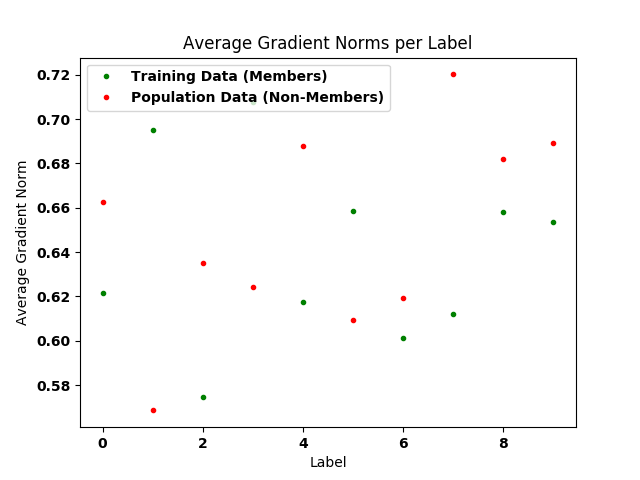 Average Gradient Norms per Label
Training Data (Members)
Population Data (Non-Members)
0.72
0.70
0.68
0.66
0.64
0.62
0.60
0.58
Average Gradient Norm
0
2
4
6
8
Label